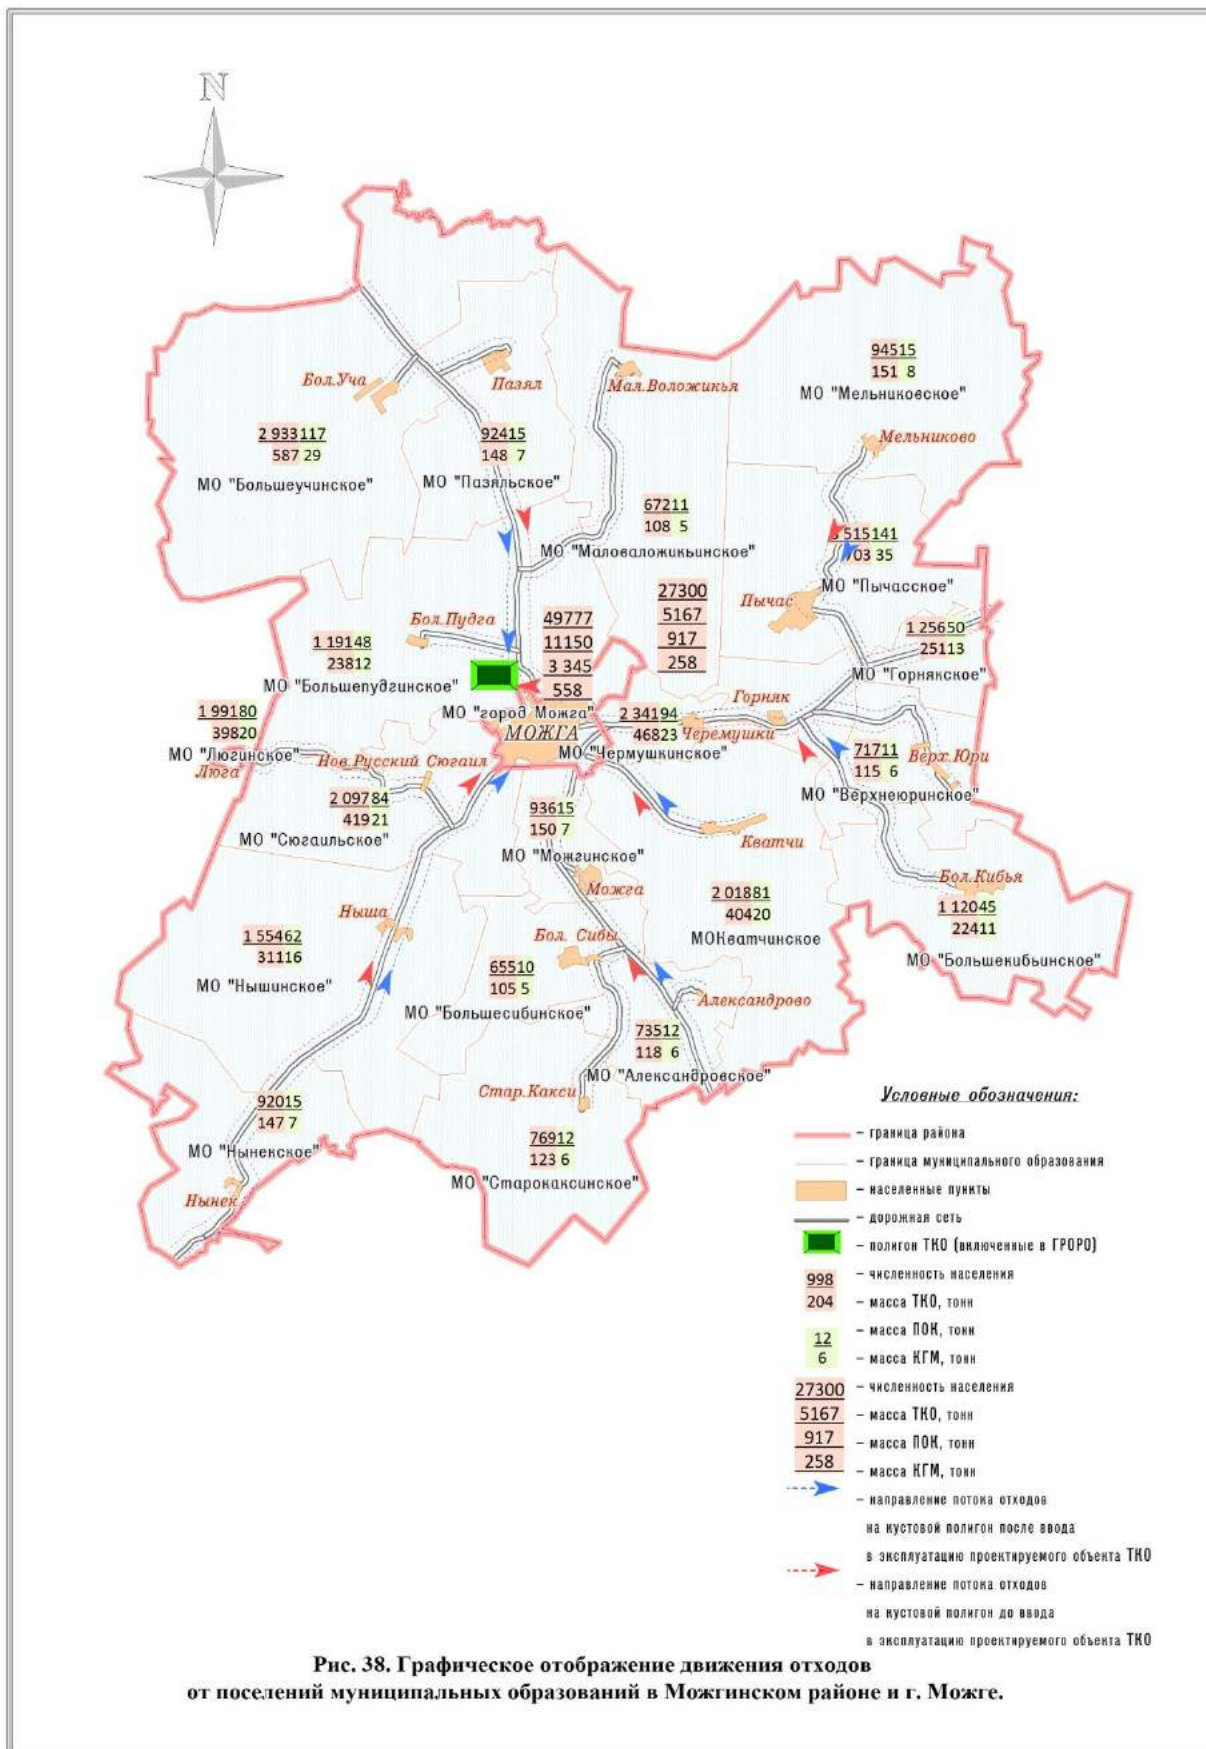 N
94515
151 8
МО "Мельниковское"
Бол.Уча
Пазял
Мал.Воложикья
Мельниково
2 933117
587 29
МО "Большеучинское"
92415
148 7
МО "Пазяльское"
67211
108 5
МО "Маловаложикьинское"
515141
703 35
МО "Пычасское"
Пычас
27300
5167
917
258
Бол.Пудга
49777
11150
3 345
558
1 19148
23812
МО "Большепудгинское"
1 25650
25113
МО "Горнякское"
МО "город Можга"
МОЖГА
Горняк
2 34194
46823
Черемушки
МО "Чермушкинское"
1 99180
39820
МО "Люгинское"
Люга
Нов.Русский Сюгаил
71711
115 6
Верх.Юри
МО "Верхнеюринское"
2 09784
41921
МО "Сюгаильское"
93615
150 7
МО "Можгинское"
Кватчи
Можга
Бол.Кибья
2 01881
40420
МОКватчинское
1 12045
22411
МО "Большекибьинское"
Ныша
1 55462
31116
МО "Нышинское"
Бол. Сибы
65510
105 5
МО "Большесибинское"
Александрово
73512
118 6
МО "Александровское"
Стар.Какси
92015
147 7
МО "Нынекское"
Нынек
76912
123 6
МО "Старокаксинское"
Условные обозначения:
– граница района
– граница муниципального образования
– населенные пункты
– дорожная сеть
– полигон ТКО (включенные в ГРОРО)
998 – численность населения
204 – масса ТКО, тонн
12 – масса ПОК, тонн
6 – масса КГМ, тонн
27300 – численность населения
5167 – масса ТКО, тонн
917 – масса ПОК, тонн
258 – масса КГМ, тонн
– направление потока отходов
на кустовой полигон после ввода
в эксплуатацию проектируемого объекта ТКО
– направление потока отходов
на кустовой полигон до ввода
в эксплуатацию проектируемого объекта ТКО
Рис. 38. Графическое отображение движения отходов
от поселений муниципальных образований в Можгинском районе и г. Можге.